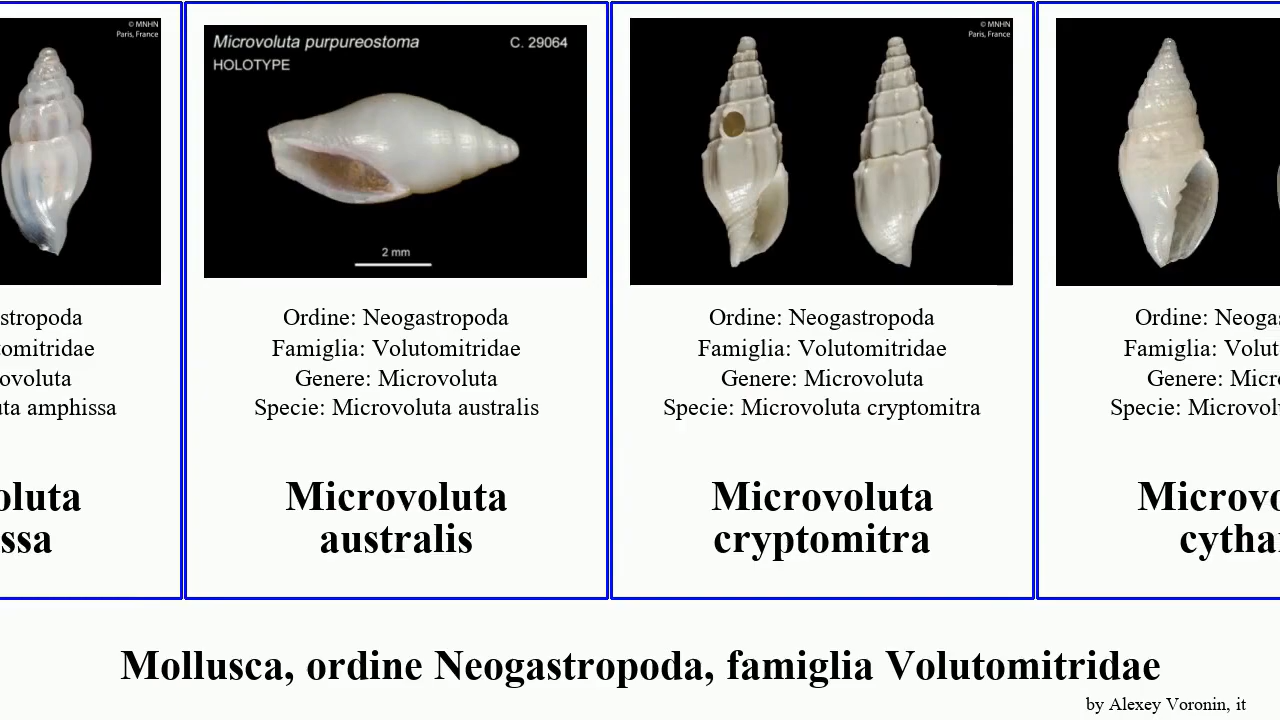 © MNHN
Paris, France
stropoda
omitridae
ovoluta
ta amphissa
oluta
ssa
Microvoluta purpureostoma C. 29064
HOLOTYPE
2 mm
Ordine: Neogastropoda
Famiglia: Volutomitridae
Genere: Microvoluta
Specie: Microvoluta australis
Microvoluta
australis
© MNHN
Paris, France
Ordine: Neogastropoda
Famiglia: Volutomitridae
Genere: Microvoluta
Specie: Microvoluta cryptomitra
Microvoluta
cryptomitra
Ordine: Neoga
Famiglia: Volut
Genere: Micr
Specie: Microvol
Microvo
cytha
Mollusca, ordine Neogastropoda, famiglia Volutomitridae
by Alexey Voronin, it